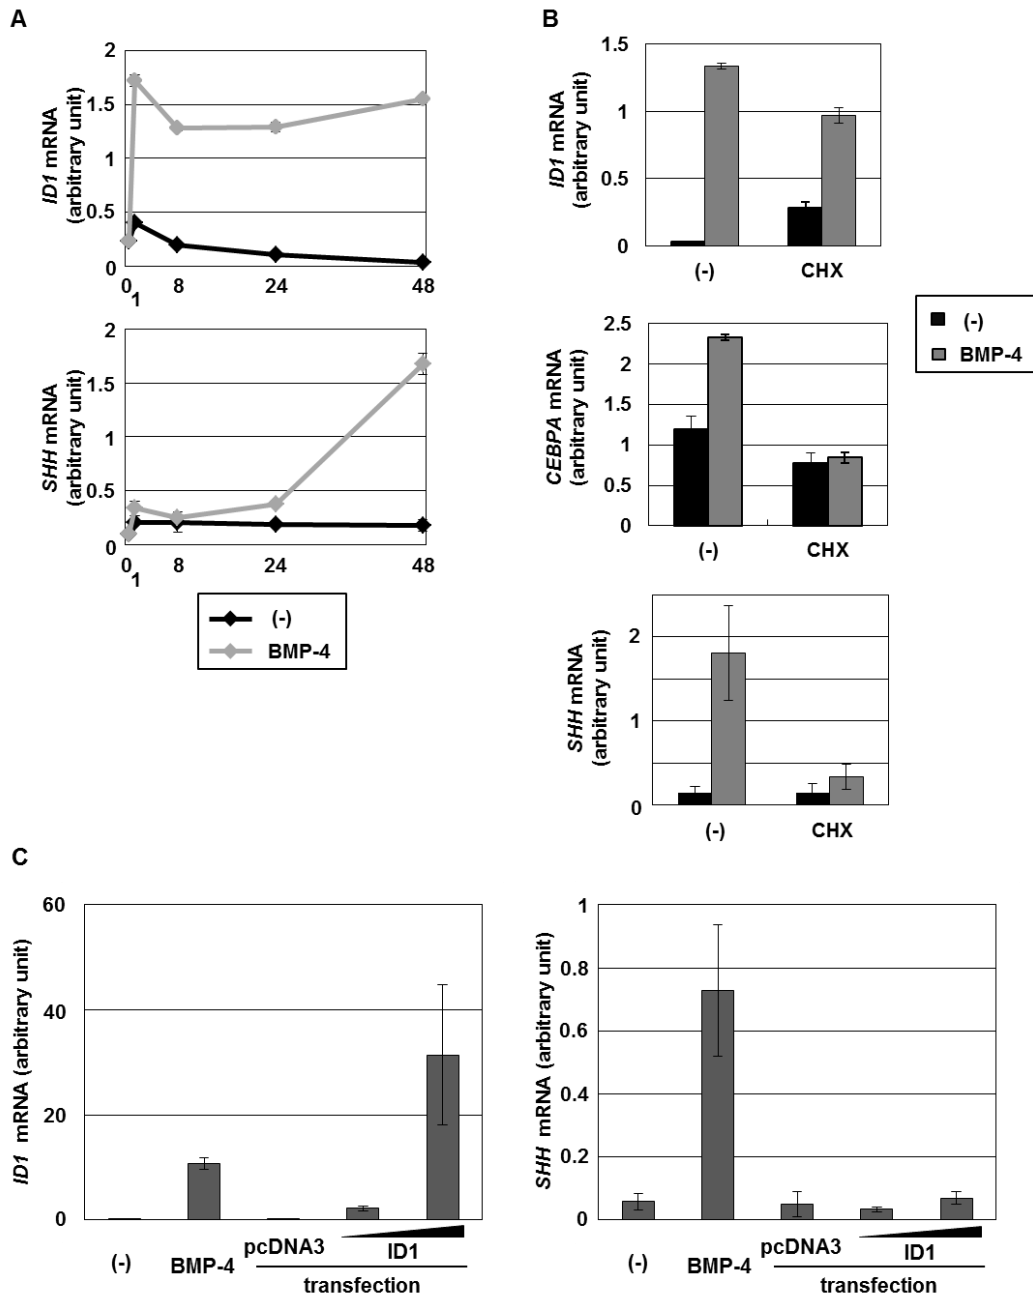 A
2
1.5
1
0.5
0
ID1 mRNA
(arbitrary unit)
0 1 8 24 48
2
1.5
1
0.5
0
SHH mRNA
(arbitrary unit)
0 1 8 24 48
(-)
BMP-4
B
1.5
1
0.5
0
ID1 mRNA
(arbitrary unit)
(-) CHX
(-)
BMP-4
2.5
2
1.5
1
0.5
0
CEBPA mRNA
(arbitrary unit)
(-) CHX
2
1
0
SHH mRNA
(arbitrary unit)
(-) CHX
C
60
40
20
0
ID1 mRNA (arbitrary unit)
(-) BMP-4 pcDNA3 ID1
transfection
1
0.8
0.6
0.4
0.2
0
SHH mRNA (arbitrary unit)
(-) BMP-4 pcDNA3 ID1
transfection